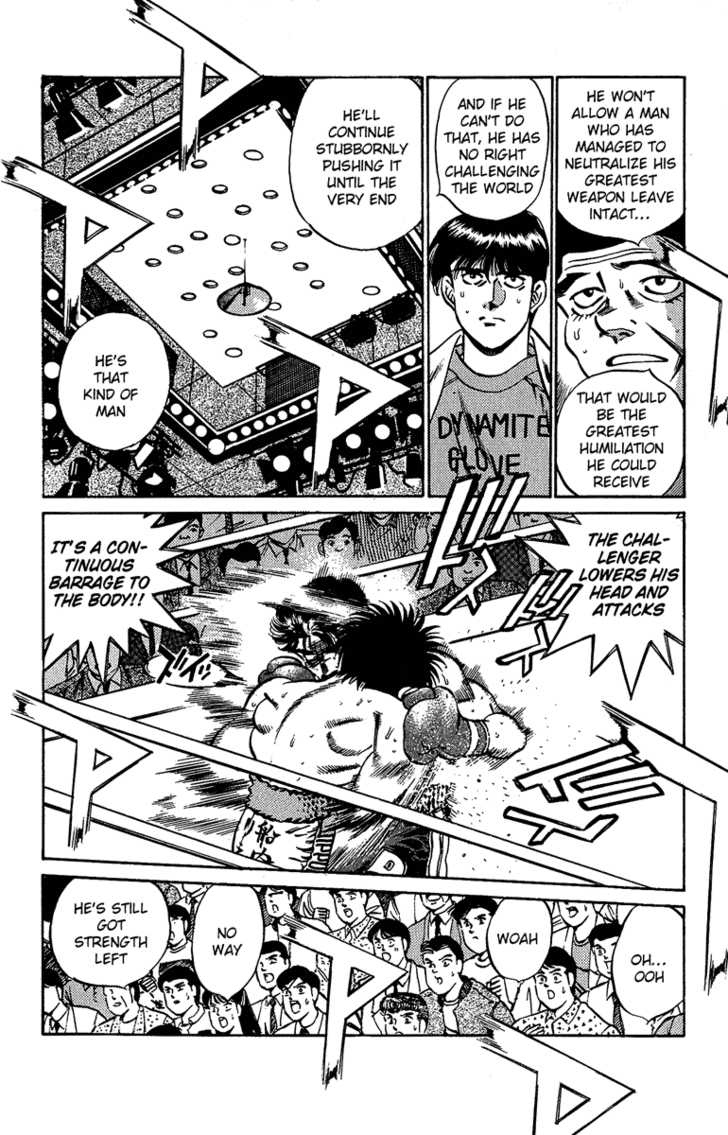 HE WON'T
ALLOW A MAN
WHO HAS
MANAGED TO
NEUTRALIZE HIS
GREATEST
WEAPON LEAVE
INTACT...
THAT WOULD
BE THE
GREATEST
HUMILIATION
HE COULD
RECEIVE
AND IF HE
CAN'T DO
THAT, HE HAS
NO RIGHT
CHALLENGING
THE WORLD
DYNAMITE
GLOVE
HE'LL
CONTINUE
STUBBORNLY
PUSHING IT
UNTIL THE
VERY END
HE'S
THAT
KIND OF
MAN
THE CHAL-
LENGER
LOWERS HIS
HEAD AND
ATTACKS
IT'S A CON-
TINUOUS
BARRAGE TO
THE BODY!!
OH...
OOH
WOAH
NO
WAY
HE'S STILL
GOT
STRENGTH
LEFT